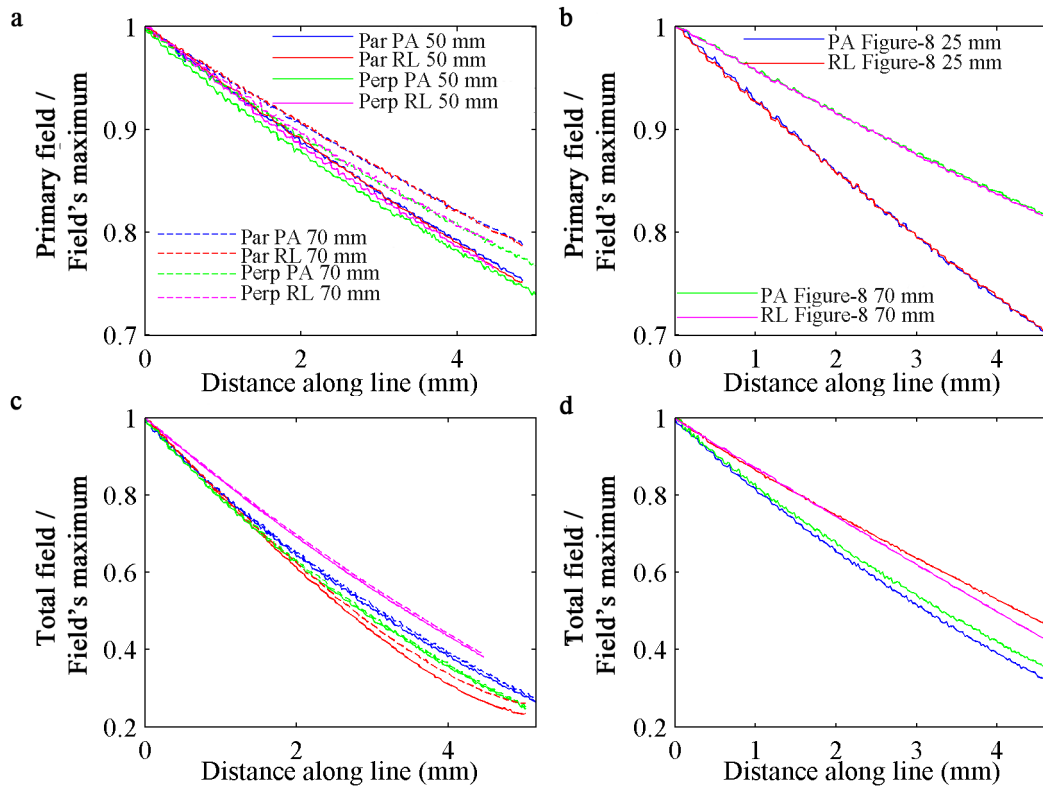 a
1
0.9
0.8
0.7
Primary field /
Field's maximum
Par PA 50 mm
Par RL 50 mm
Perp PA 50 mm
Perp RL 50 mm
Par PA 70 mm
Par RL 70 mm
Perp PA 70 mm
Perp RL 70 mm
0 2 4
Distance along line (mm)
b
1
0.9
0.8
0.7
Primary field /
Field's maximum
PA Figure-8 25 mm
RL Figure-8 25 mm
PA Figure-8 70 mm
RL Figure-8 70 mm
0 1 2 3 4
Distance along line (mm)
c
1
0.8
0.6
0.4
0.2
Total field /
Field's maximum
0 2 4
Distance along line (mm)
d
1
0.8
0.6
0.4
0.2
Total field /
Field's maximum
0 1 2 3 4
Distance along line (mm)